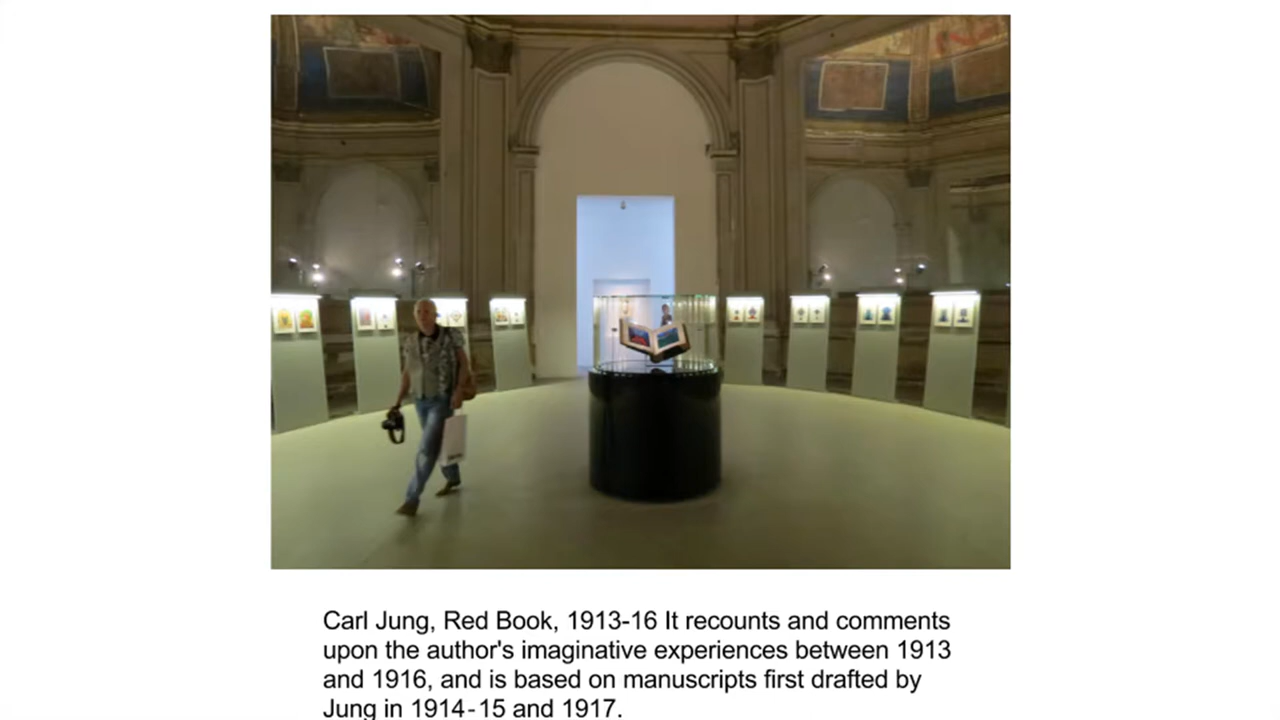 Carl Jung, Red Book, 1913-16 It recounts and comments
upon the author's imaginative experiences between 1913
and 1916, and is based on manuscripts first drafted by
Jung in 1914-15 and 1917.